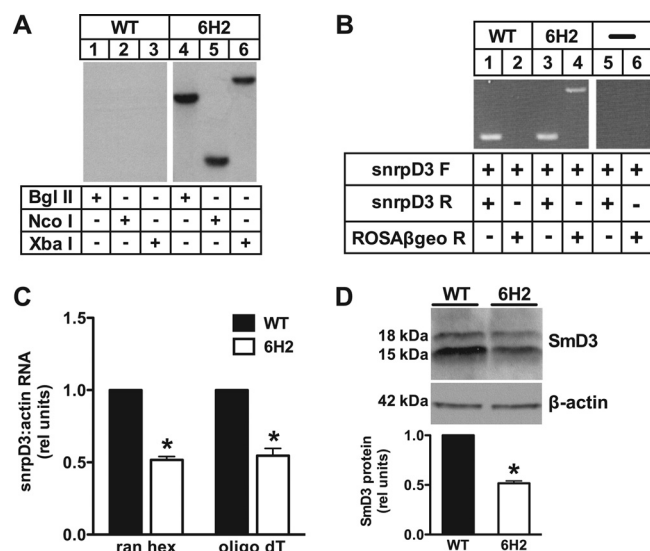 A
WT 6H2
1 2 3 4 5 6
Bgl II + - - + - -
Nco I - + - - + -
Xba I - - + - - +
B
WT 6H2 —
1 2 3 4 5 6
snrpD3 F + + + + + +
snrpD3 R + - + - + -
ROSAβgeo R - + - + - +
C
snrpD3:actin RNA
(rel units)
1.5
1.0
0.5
0.0
WT
6H2
* *
ran hex oligo dT
D
WT 6H2
18 kDa
15 kDa
SmD3
42 kDa
β-actin
SmD3 protein
(rel units)
1.0
0.5
0.0
*
WT 6H2